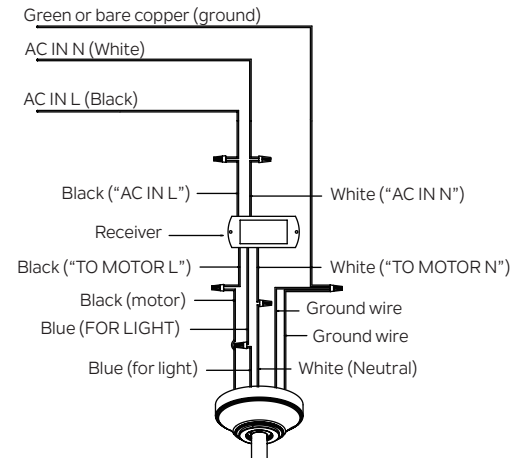 Green or bare copper (ground)
AC IN N (White)
AC IN L (Black)
Black (“AC IN L”)
White (“AC IN N”)
Receiver
Black (“TO MOTOR L”)
White (“TO MOTOR N”)
Black (motor)
Ground wire
Blue (FOR LIGHT)
Ground wire
Blue (for light)
White (Neutral)